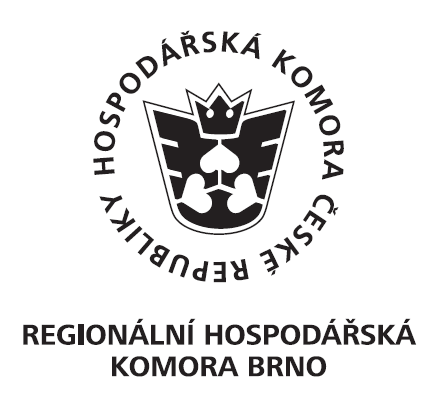 HOSPODÁŘSKÁ KOMORA ČESKÉ REPUBLIKY
REGIONÁLNÍ HOSPODÁŘSKÁ
KOMORA BRNO